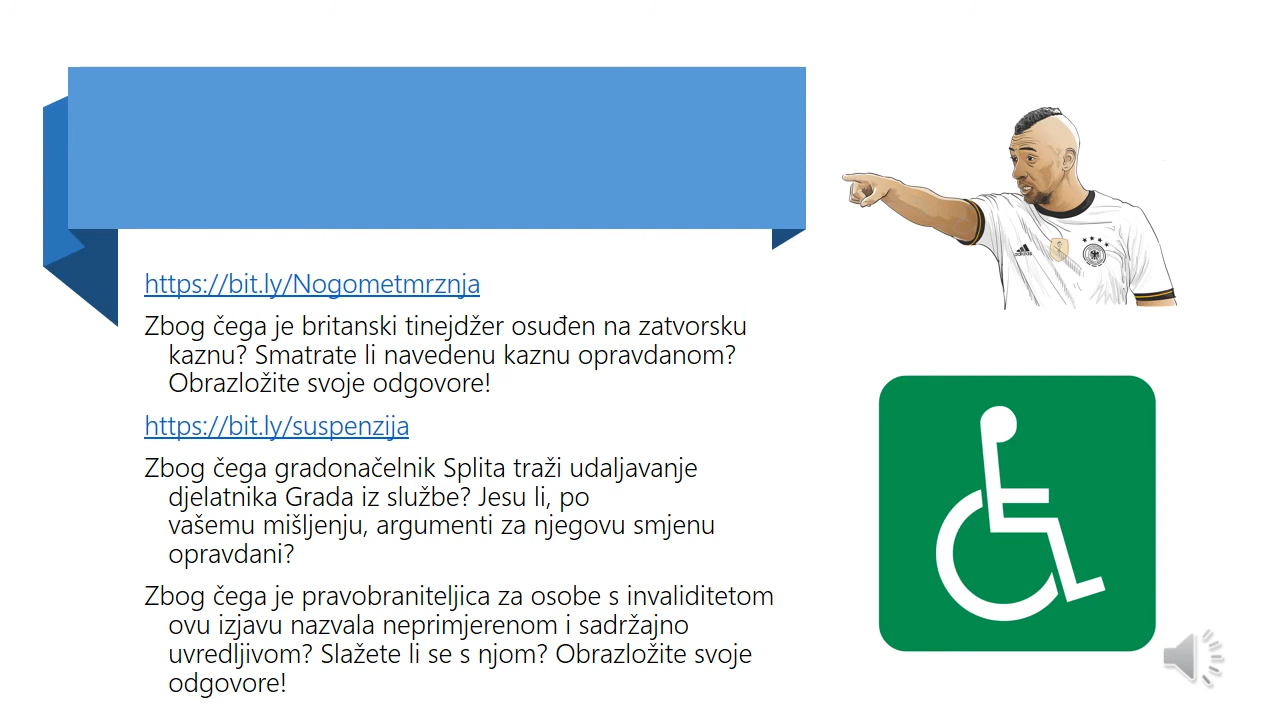 https://bit.ly/Nogometmrznja
Zbog čega je britanski tinejdžer osuđen na zatvorsku
kaznu? Smatrate li navedenu kaznu opravdanom?
Obrazložite svoje odgovore!
https://bit.ly/suspenzija
Zbog čega gradonačelnik Splita traži udaljavanje
djelatnika Grada iz službe? Jesu li, po
vašemu mišljenju, argumenti za njegovu smjenu
opravdani?
Zbog čega je pravobraniteljica za osobe s invaliditetom
ovu izjavu nazvala neprimjerenom i sadržajno
uvredljivom? Slažete li se s njom? Obrazložite svoje
odgovore!
adidas